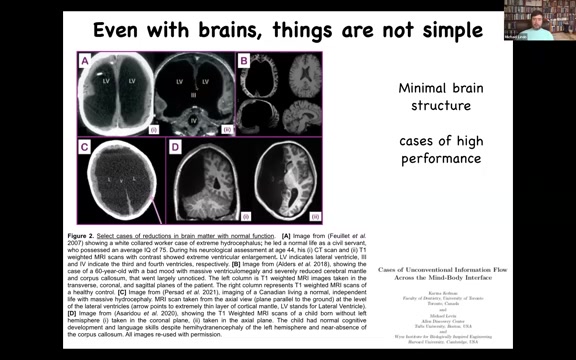 Even with brains, things are not simple
A
LV
LV
(i)
LV
LV
III
IV
(ii)
B
C
L
V
D
(i)
(ii)
Minimal brain
structure
cases of high
performance
Figure 2. Select cases of reductions in brain matter with normal function. [A] Image from (Feuillet et al.
2007) showing a white collared worker case of extreme hydrocephalus; he led a normal life as a civil servant,
who possessed an average IQ of 75. During his neurological assessment at age 44, his (i) CT scan and (ii) T1
weighted MRI scans with contrast showed extreme ventricular enlargement, LV indicates lateral ventricle, III
and IV indicate the third and fourth ventricles, respectively. [B] Image from (Alders et al. 2018), showing the
case of a 60-year-old with a bad mood with massive ventriculomegaly and severely reduced cerebral mantle
and corpus callosum, that went largely unnoticed. The left column is T1 weighted MRI images taken in the
transverse, coronal, and sagittal planes of the patient. The right column represents T1 weighted MRI scans of
a healthy control. [C] Image from (Persad et al. 2021), imaging of a Canadian living a normal, independent
life with massive hydrocephaly. MRI scan taken from the axial view (plane parallel to the ground) at the level
of the lateral ventricles (arrow points to extremely thin layer of cortical mantle, LV stands for Lateral Ventricle).
[D] Image from (Asaridou et al. 2020), showing the T1 Weighted MRI scans of a child born without left
hemisphere (i) taken in the coronal plane, (ii) taken in the axial plane. The child had normal cognitive
development and language skills despite hemihydranencephaly of the left hemisphere and near-absence of
the corpus callosum. All images re-used with permission.
Cases of Unconventional Information Flow
Across the Mind-Body Interface
Karina Kofman
Faculty of Dentistry, University of Toronto
Toronto, Canada
and
Michael Levin
Allen Discovery Center
Tufts University, Boston, USA
and
Wyss Institute for Biologically Inspired Engineering
Harvard University, Cambridge, USA
Michael Levin